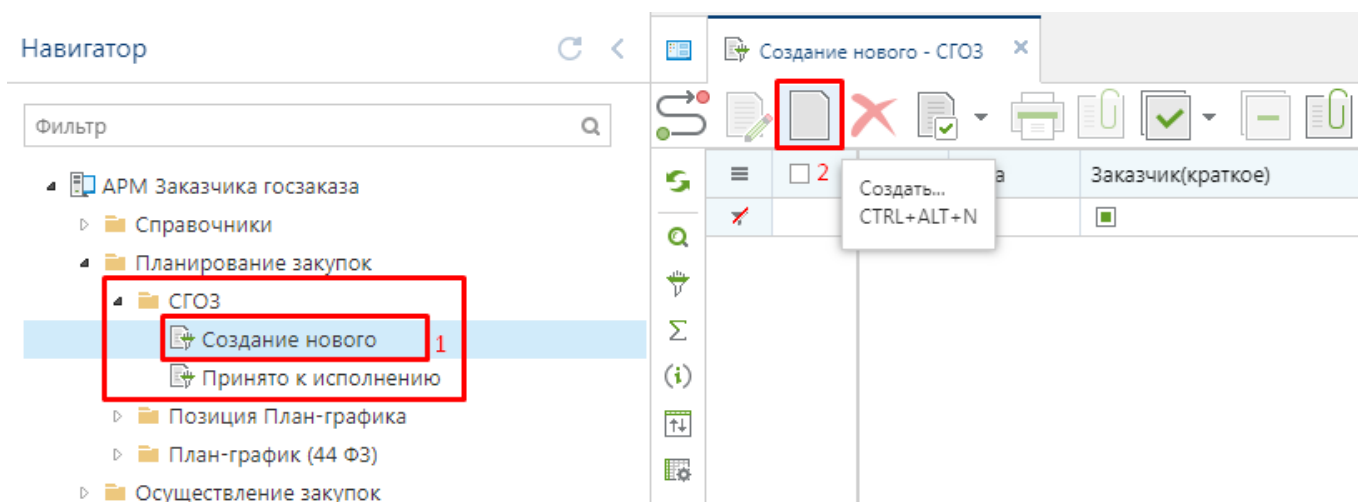 Навигатор
Фильтр
АРМ Заказчика госзаказа
Справочники
Планирование закупок
СГОЗ
Создание нового 1
Принято к исполнению
Позиция План-графика
План-график (44 ФЗ)
Осуществление закупок
Создание нового - СГОЗ
2 а Заказчик(краткое)
Создать...
CTRL+ALT+N